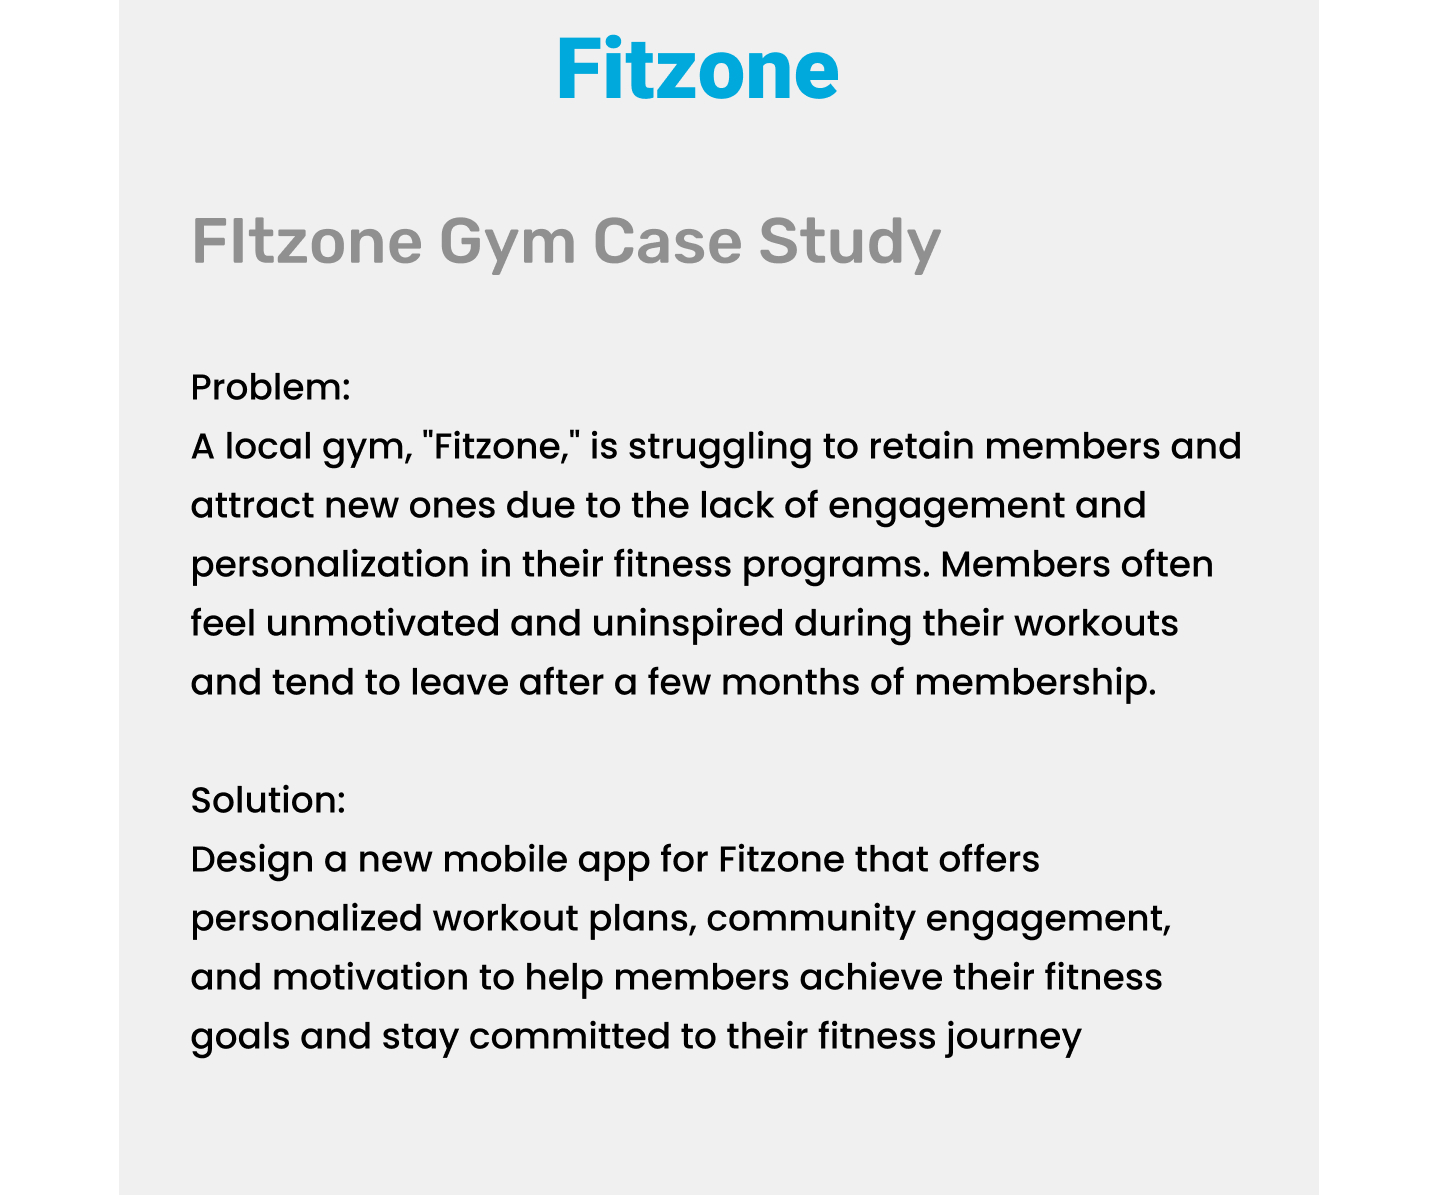 Fitzone
FItzone Gym Case Study
Problem:
A local gym, "Fitzone," is struggling to retain members and
attract new ones due to the lack of engagement and
personalization in their fitness programs. Members often
feel unmotivated and uninspired during their workouts
and tend to leave after a few months of membership.
Solution:
Design a new mobile app for Fitzone that offers
personalized workout plans, community engagement,
and motivation to help members achieve their fitness
goals and stay committed to their fitness journey